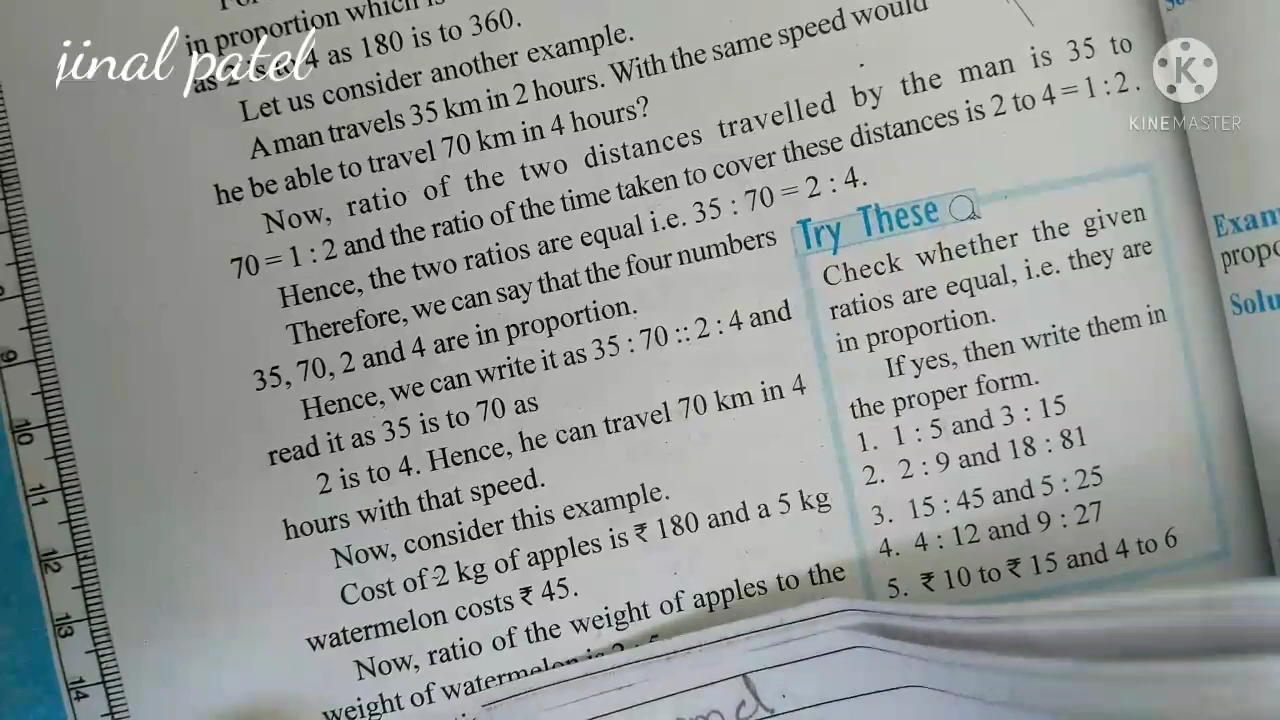 jinal patel
KINEMASTER
in proportion which
as 2 is to 4 as 180 is to 360.
Let us consider another example.
A man travels 35 km in 2 hours. With the same speed would
he be able to travel 70 km in 4 hours?
Now, ratio of the two distances travelled by the man is 35 to
70 = 1 : 2 and the ratio of the time taken to cover these distances is 2 to 4 = 1 : 2.
Hence, the two ratios are equal i.e. 35 : 70 = 2 : 4.
Therefore, we can say that the four numbers
35, 70, 2 and 4 are in proportion.
Hence, we can write it as 35 : 70 :: 2 : 4 and
read it as 35 is to 70 as
2 is to 4. Hence, he can travel 70 km in 4
hours with that speed.
Now, consider this example.
Cost of 2 kg of apples is ₹ 180 and a 5 kg
watermelon costs ₹ 45.
Now, ratio of the weight of apples to the
weight of watermelon is
Try These
Check whether the given
ratios are equal, i.e. they are
in proportion.
If yes, then write them in
the proper form.
1. 1 : 5 and 3 : 15
2. 2 : 9 and 18 : 81
3. 15 : 45 and 5 : 25
4. 4 : 12 and 9 : 27
5. ₹ 10 to ₹ 15 and 4 to 6
Exam
propo
Solu
9
10
11
12
13
14